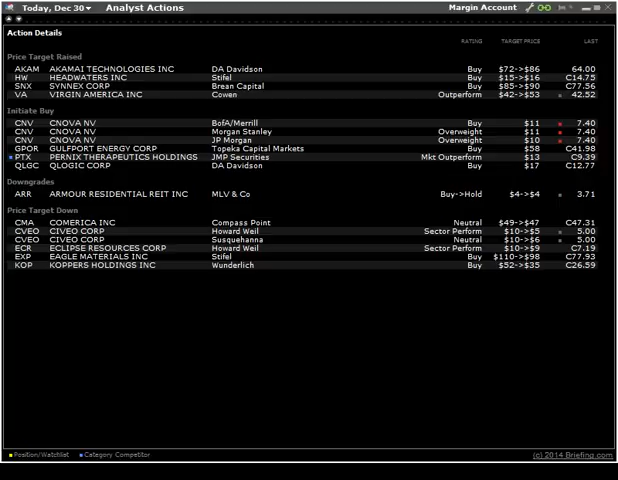 Today, Dec 30 Analyst Actions Margin Account
Action Details
RATING TARGET PRICE LAST
Price Target Raised
AKAM AKAMAI TECHNOLOGIES INC DA Davidson Buy $72->$86 64.00
HW HEADWATERS INC Stifel Buy $15->$16 C14.75
SNX SYNNEX CORP Brean Capital Buy $85->$90 C77.56
VA VIRGIN AMERICA INC Cowen Outperform $42->$53 42.52
Initiate Buy
CNV CNOVA NV BofA/Merrill Buy $11 7.40
CNV CNOVA NV Morgan Stanley Overweight $11 7.40
CNV CNOVA NV JP Morgan Overweight $10 7.40
GPOR GULFPORT ENERGY CORP Topeka Capital Markets Buy $58 C41.98
PTX PERNIX THERAPEUTICS HOLDINGS JMP Securities Mkt Outperform $13 C9.39
QLGC QLOGIC CORP DA Davidson Buy $17 C12.77
Downgrades
ARR ARMOUR RESIDENTIAL REIT INC MLV & Co Buy->Hold $4->$4 3.71
Price Target Down
CMA COMERICA INC Compass Point Neutral $49->$47 C47.31
CVEO CIVEO CORP Howard Weil Sector Perform $10->$5 5.00
CVEO CIVEO CORP Susquehanna Neutral $10->$6 5.00
ECR ECLIPSE RESOURCES CORP Howard Weil Sector Perform $10->$9 C7.19
EXP EAGLE MATERIALS INC Stifel Buy $110->$98 C77.93
KOP KOPPERS HOLDINGS INC Wunderlich Buy $52->$35 C26.59
Position/Watchlist Category Competitor (c) 2014 Briefing.com